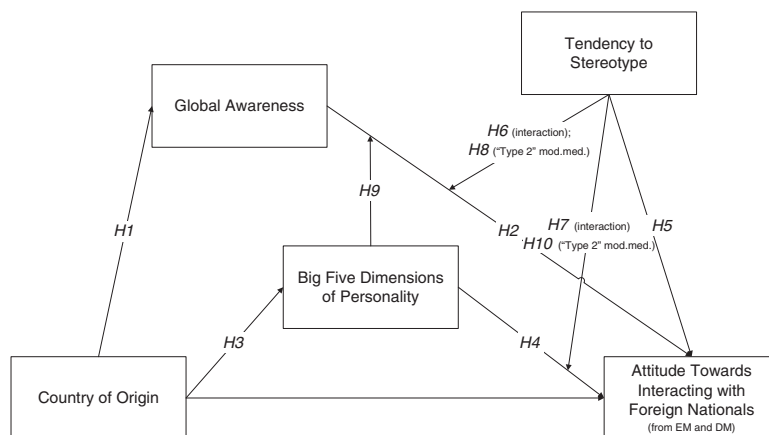 Tendency to
Stereotype
Global Awareness
H6 (interaction);
H8 ("Type 2" mod.med.)
H9
H1
H2
H7 (interaction)
H10 ("Type 2" mod.med.)
H5
Big Five Dimensions
of Personality
H3
H4
Country of Origin
Attitude Towards
Interacting with
Foreign Nationals
(from EM and DM)